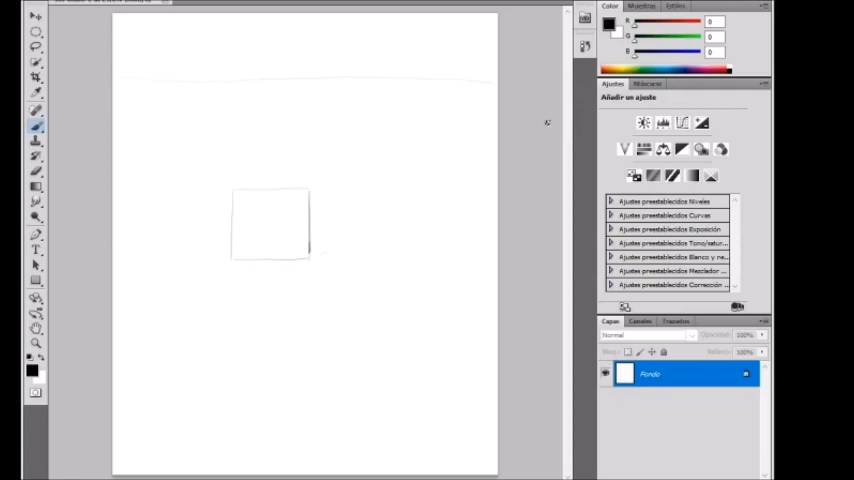 Color Muestras Estilos
R 0
G 0
B 0
Ajustes Máscaras
Añadir un ajuste
Ajustes preestablecidos Niveles
Ajustes preestablecidos Curvas
Ajustes preestablecidos Exposición
Ajustes preestablecidos Tono/satur...
Ajustes preestablecidos Blanco y ne...
Ajustes preestablecidos Mezclador ...
Ajustes preestablecidos Corrección ...
Capas Canales Trazados
Normal Opacidad: 100%
Relleno: 100%
Fondo